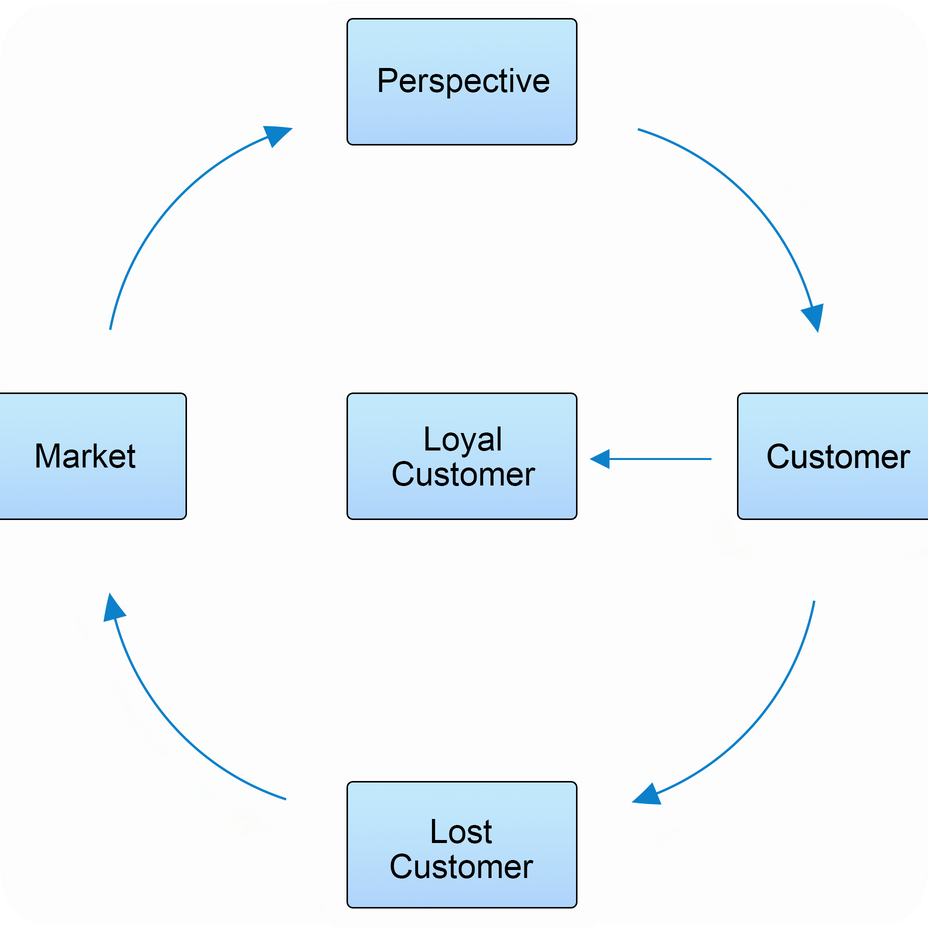 Perspective
Market
Loyal
Customer
Customer
Lost
Customer